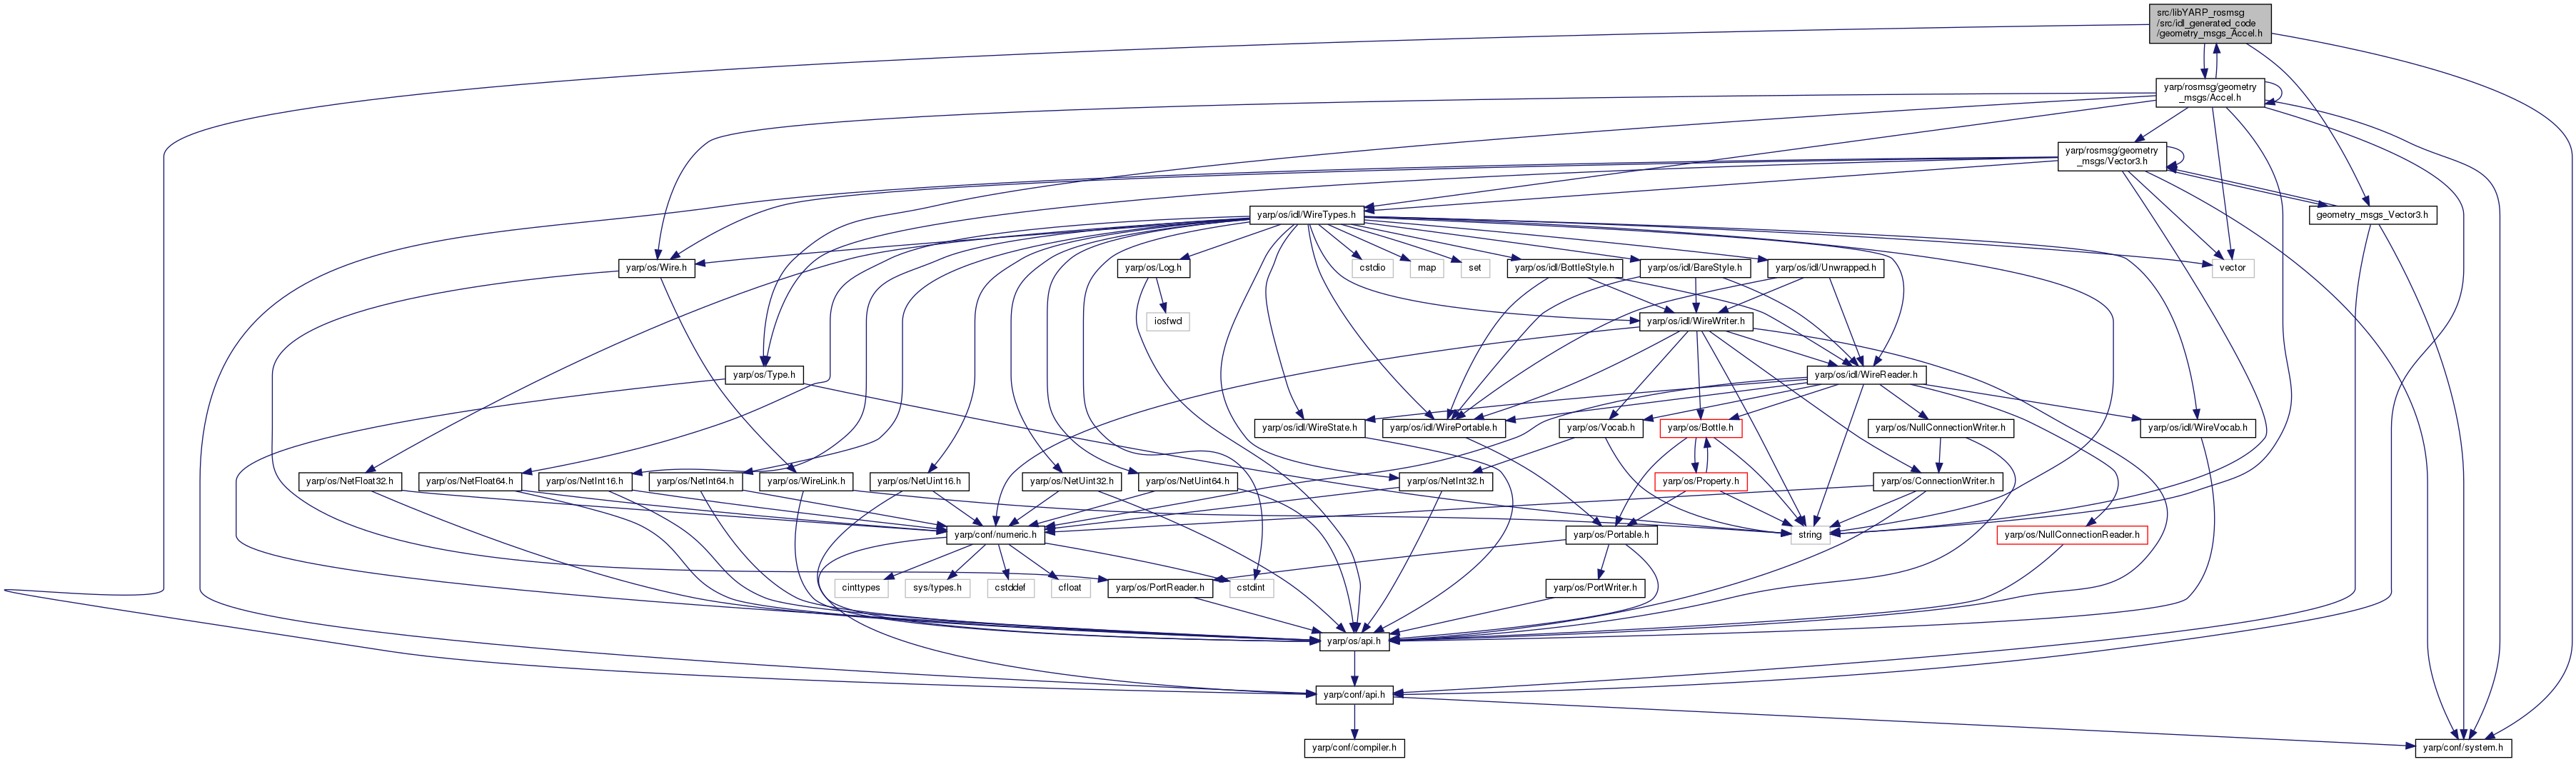 src/libYARP_rosmsg
/src/idl_generated_code
/geometry_msgs_Accel.h
yarp/rosmsg/geometry
_msgs/Accel.h
yarp/rosmsg/geometry
_msgs/Vector3.h
yarp/os/idl/WireTypes.h
geometry_msgs_Vector3.h
yarp/os/Wire.h
yarp/os/Log.h
cstdio
map
set
yarp/os/idl/BottleStyle.h
yarp/os/idl/BareStyle.h
yarp/os/idl/Unwrapped.h
vector
iosfwd
yarp/os/idl/WireWriter.h
yarp/os/Type.h
yarp/os/idl/WireReader.h
yarp/os/idl/WireState.h
yarp/os/idl/WirePortable.h
yarp/os/Vocab.h
yarp/os/Bottle.h
yarp/os/NullConnectionWriter.h
yarp/os/idl/WireVocab.h
yarp/os/NetFloat32.h
yarp/os/NetFloat64.h
yarp/os/NetInt16.h
yarp/os/NetInt64.h
yarp/os/WireLink.h
yarp/os/NetUint16.h
yarp/os/NetUint32.h
yarp/os/NetUint64.h
yarp/os/NetInt32.h
yarp/os/Property.h
yarp/os/ConnectionWriter.h
yarp/conf/numeric.h
yarp/os/Portable.h
string
yarp/os/NullConnectionReader.h
cinttypes
sys/types.h
cstddef
cfloat
yarp/os/PortReader.h
cstdint
yarp/os/PortWriter.h
yarp/os/api.h
yarp/conf/api.h
yarp/conf/compiler.h
yarp/conf/system.h